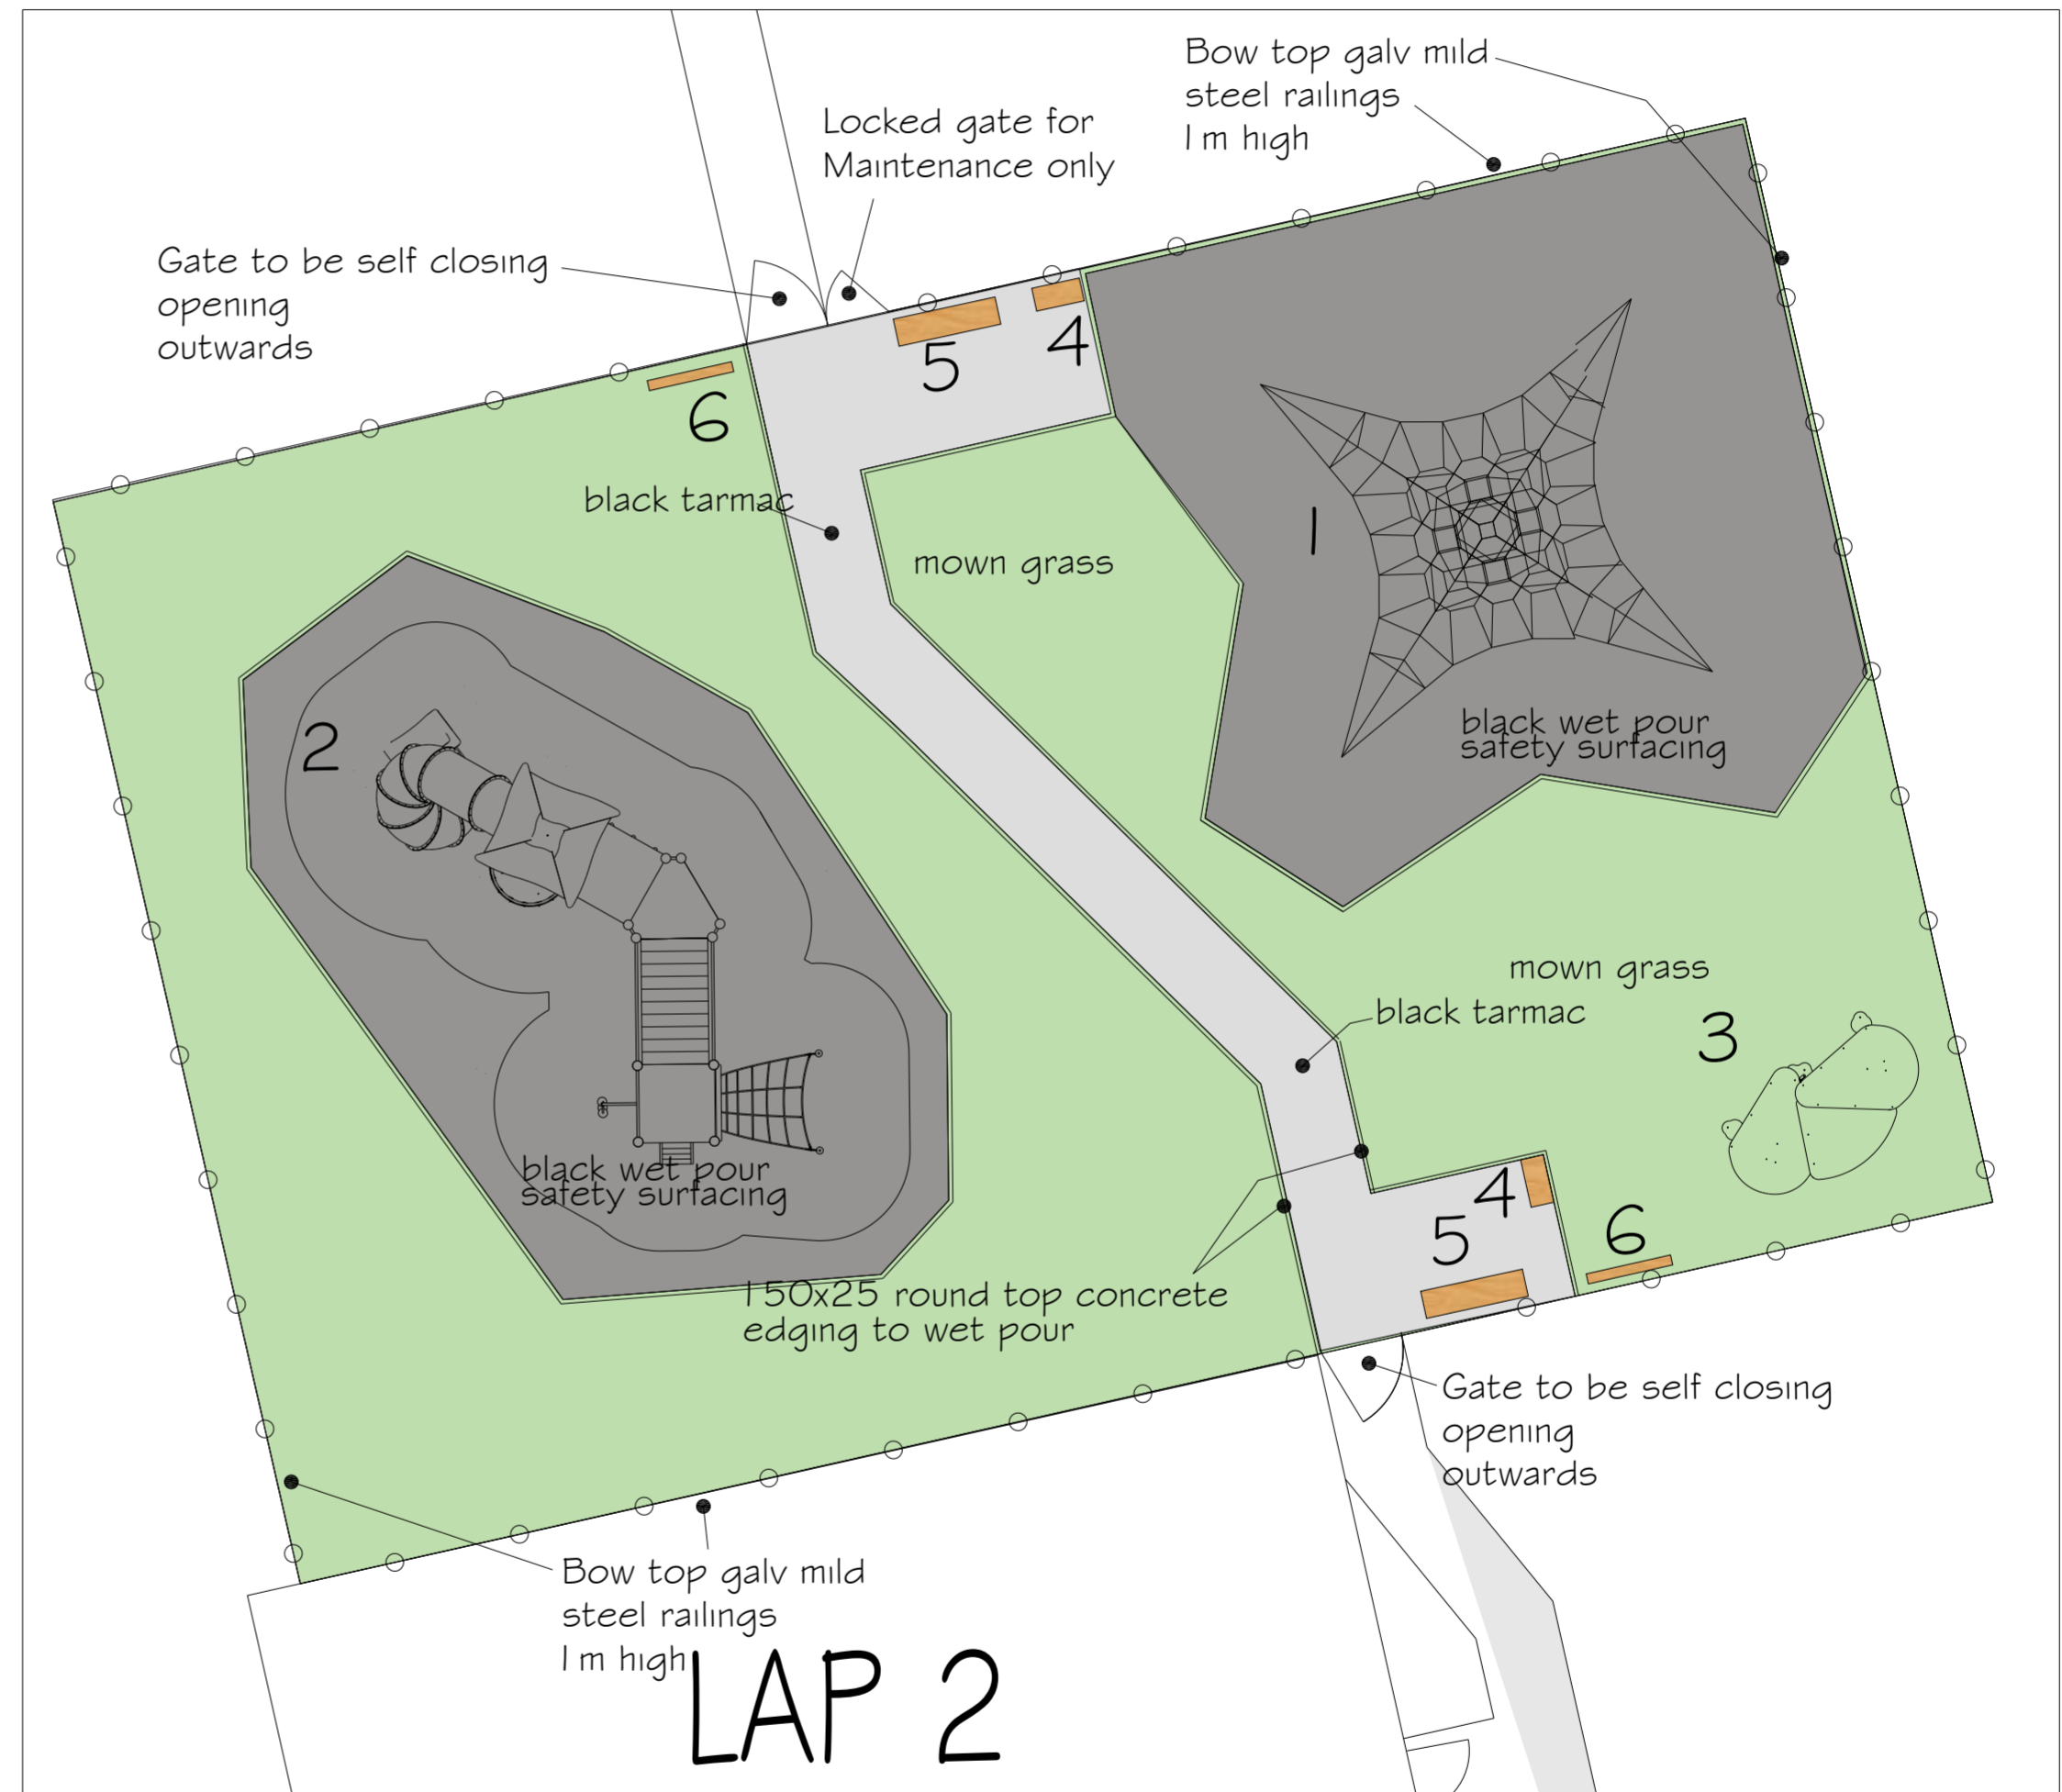 Bow top galv mild
steel railings
1m high
Locked gate for
Maintenance only
Gate to be self closing
opening
outwards
5
4
6
black tarmac
mown grass
1
2
black wet pour
safety surfacing
mown grass
black tarmac
3
black wet pour
safety surfacing
4
5
6
150x25 round top concrete
edging to wet pour
Gate to be self closing
opening
outwards
Bow top galv mild
steel railings
1m high
LAP 2